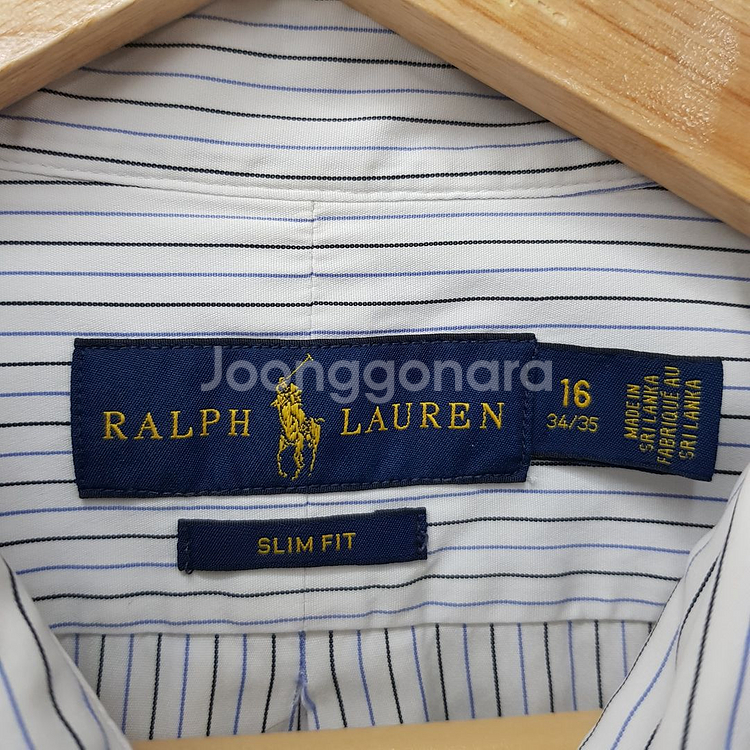 Joonggonara
RALPH LAUREN
16
34/35
MADE IN
SRI LANKA
FABRIQUÉ AU
SRI LANKA
SLIM FIT